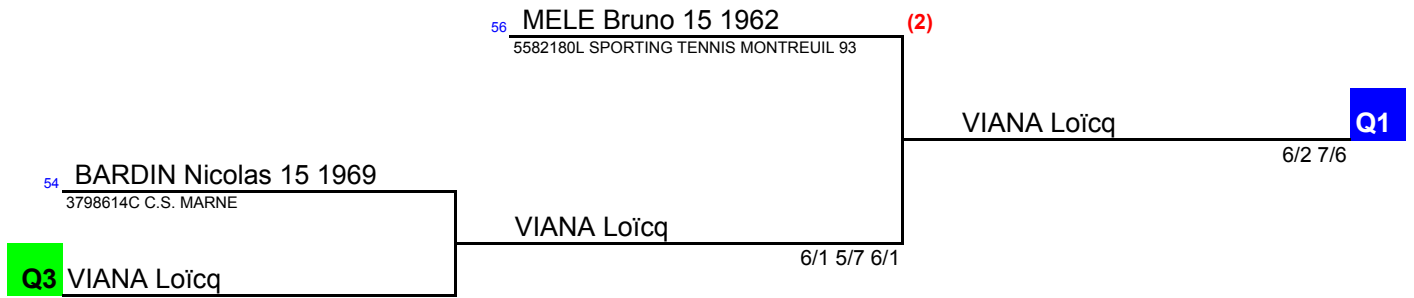 56 MELE Bruno 15 1962 (2)
5582180L SPORTING TENNIS MONTREUIL 93
VIANA Loïcq Q1
6/2 7/6
54 BARDIN Nicolas 15 1969
3798614C C.S. MARNE
VIANA Loïcq
6/1 5/7 6/1
Q3 VIANA Loïcq